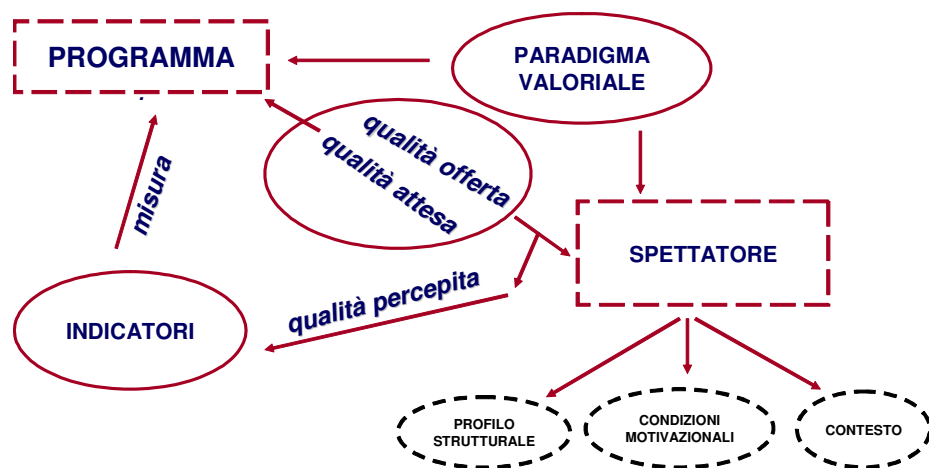 PROGRAMMA
PARADIGMA
VALORIALE
qualità offerta
qualità attesa
misura
SPETTATORE
qualità percepita
INDICATORI
PROFILO
STRUTTURALE
CONDIZIONI
MOTIVAZIONALI
CONTESTO